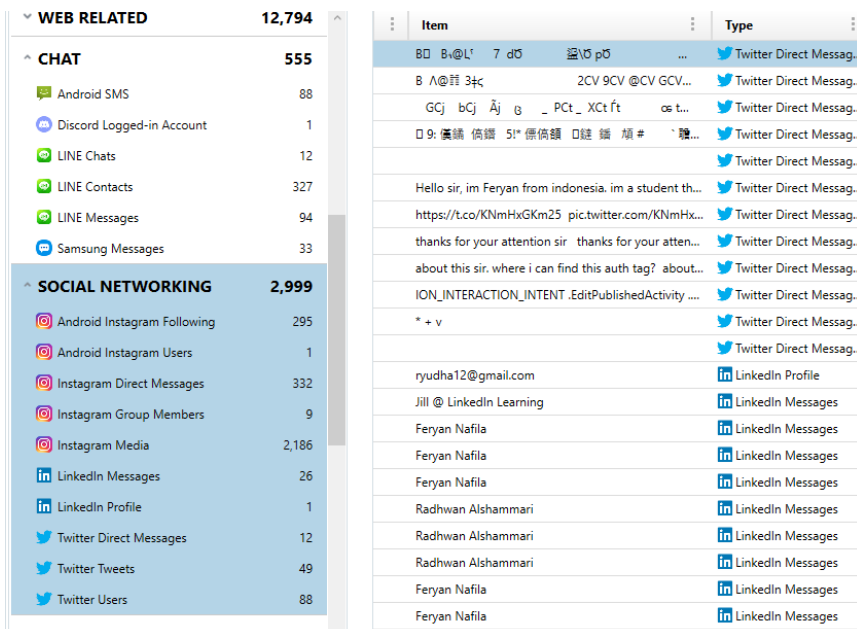 WEB RELATED 12,794
CHAT 555
Android SMS 88
Discord Logged-in Account 1
LINE Chats 12
LINE Contacts 327
LINE Messages 94
Samsung Messages 33
SOCIAL NETWORKING 2,999
Android Instagram Following 295
Android Instagram Users 1
Instagram Direct Messages 332
Instagram Group Members 9
Instagram Media 2,186
LinkedIn Messages 26
LinkedIn Profile 1
Twitter Direct Messages 12
Twitter Tweets 49
Twitter Users 88
Item Type
Twitter Direct Messag...
2CV 9CV @CV GCV... Twitter Direct Messag...
Twitter Direct Messag...
Twitter Direct Messag...
Twitter Direct Messag...
Hello sir, im Feryan from indonesia. im a student th... Twitter Direct Messag...
https://t.co/KNmHxGKm25 pic.twitter.com/KNmHx... Twitter Direct Messag...
thanks for your attention sir thanks for your atten... Twitter Direct Messag...
about this sir. where i can find this auth tag? about... Twitter Direct Messag...
ION_INTERACTION_INTENT .EditPublishedActivity .... Twitter Direct Messag...
* + v Twitter Direct Messag...
Twitter Direct Messag...
ryudha12@gmail.com LinkedIn Profile
Jill @ LinkedIn Learning LinkedIn Messages
Feryan Nafila LinkedIn Messages
Feryan Nafila LinkedIn Messages
Feryan Nafila LinkedIn Messages
Radhwan Alshammari LinkedIn Messages
Radhwan Alshammari LinkedIn Messages
Radhwan Alshammari LinkedIn Messages
Feryan Nafila LinkedIn Messages
Feryan Nafila LinkedIn Messages